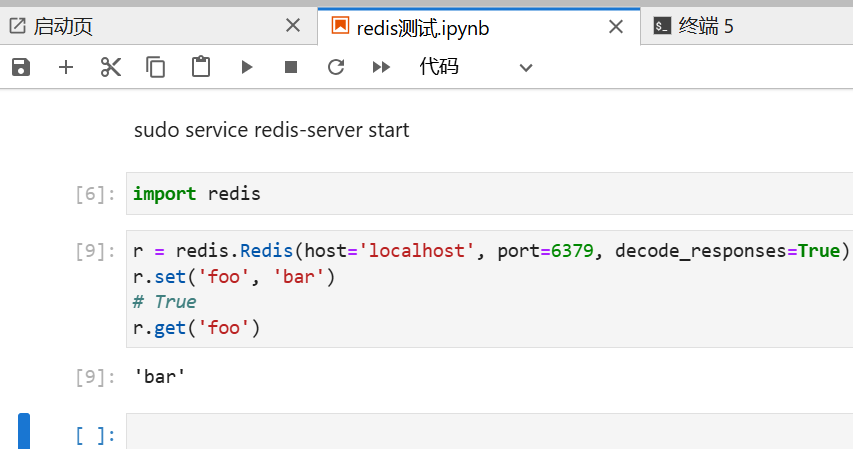 启动页
redis测试.ipynb
终端 5
代码
sudo service redis-server start
[6]:
import redis
[9]:
r = redis.Redis(host='localhost', port=6379, decode_responses=True)
r.set('foo', 'bar')
# True
r.get('foo')
[9]:
'bar'
[ ]: